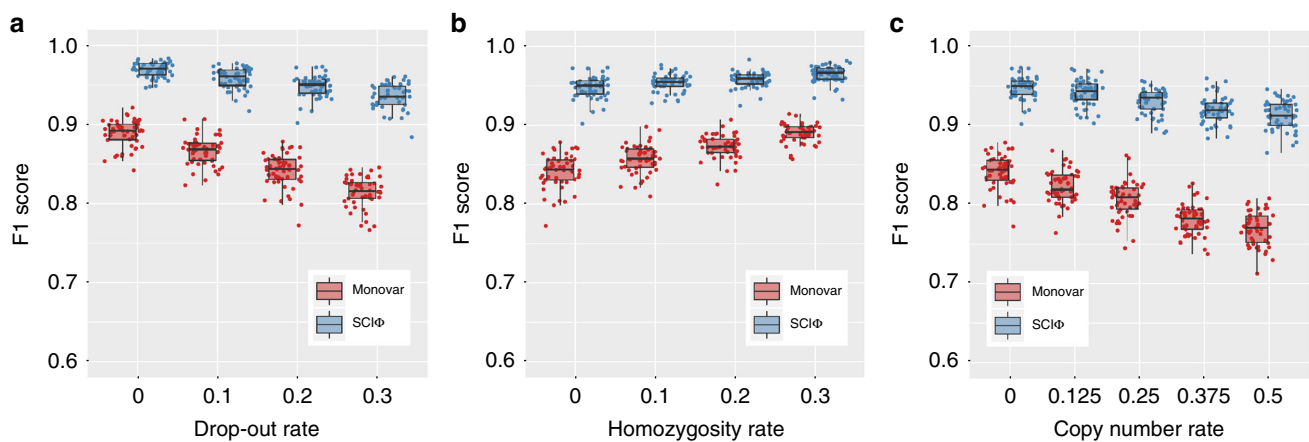 a
1.0
0.9
0.8
0.7
0.6
F1 score
Monovar
SCIΦ
0 0.1 0.2 0.3
Drop-out rate
b
1.0
0.9
0.8
0.7
0.6
F1 score
Monovar
SCIΦ
0 0.1 0.2 0.3
Homozygosity rate
c
1.0
0.9
0.8
0.7
0.6
F1 score
Monovar
SCIΦ
0 0.125 0.25 0.375 0.5
Copy number rate